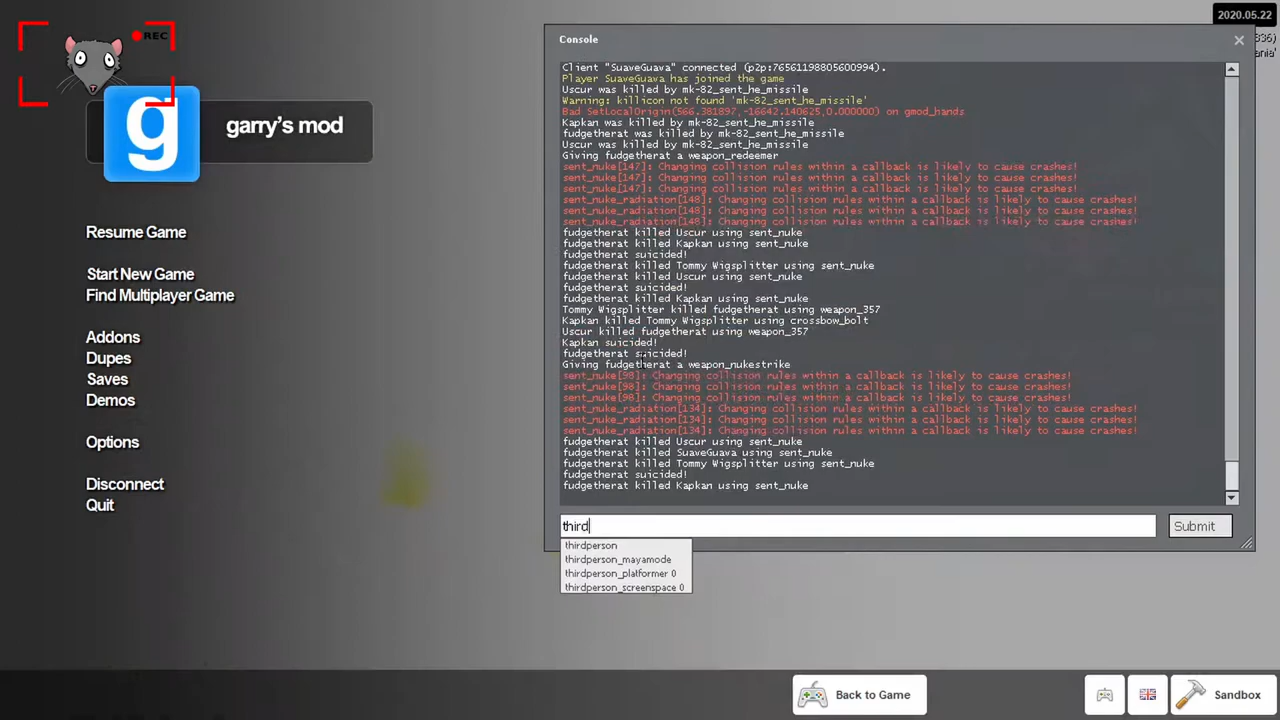 2020.05.22
REC
836)
Console
ania'
g
garry's mod
Client "SuaveGuava" connected (p2p:76561198805600994).
Player SuaveGuava has joined the game
Uscur was killed by mk-82_sent_he_missile
Warning: killicon not found 'mk-82_sent_he_missile'
Bad SetLocalOrigin(566.381897,-16642.140625,0.000000) on gmod_hands
Kapkan was killed by mk-82_sent_he_missile
fudgetherat was killed by mk-82_sent_he_missile
Uscur was killed by mk-82_sent_he_missile
Giving fudgetherat a weapon_redeemer
sent_nuke[147]: Changing collision rules within a callback is likely to cause crashes!
sent_nuke[147]: Changing collision rules within a callback is likely to cause crashes!
sent_nuke[147]: Changing collision rules within a callback is likely to cause crashes!
sent_nuke_radiation[148]: Changing collision rules within a callback is likely to cause crashes!
sent_nuke_radiation[148]: Changing collision rules within a callback is likely to cause crashes!
sent_nuke_radiation[148]: Changing collision rules within a callback is likely to cause crashes!
fudgetherat killed Uscur using sent_nuke
fudgetherat killed Kapkan using sent_nuke
fudgetherat suicided!
fudgetherat killed Tommy Wigsplitter using sent_nuke
fudgetherat killed Uscur using sent_nuke
fudgetherat suicided!
fudgetherat killed Kapkan using sent_nuke
Tommy Wigsplitter killed fudgetherat using weapon_357
Kapkan killed Tommy Wigsplitter using crossbow_bolt
Uscur killed fudgetherat using weapon_357
Kapkan suicided!
fudgetherat suicided!
Giving fudgetherat a weapon_nukestrike
sent_nuke[98]: Changing collision rules within a callback is likely to cause crashes!
sent_nuke[98]: Changing collision rules within a callback is likely to cause crashes!
sent_nuke[98]: Changing collision rules within a callback is likely to cause crashes!
sent_nuke_radiation[134]: Changing collision rules within a callback is likely to cause crashes!
sent_nuke_radiation[134]: Changing collision rules within a callback is likely to cause crashes!
sent_nuke_radiation[134]: Changing collision rules within a callback is likely to cause crashes!
fudgetherat killed Uscur using sent_nuke
fudgetherat killed SuaveGuava using sent_nuke
fudgetherat killed Tommy Wigsplitter using sent_nuke
fudgetherat suicided!
fudgetherat killed Kapkan using sent_nuke
third
Submit
thirdperson
thirdperson_mayamode
thirdperson_platformer 0
thirdperson_screenspace 0
Resume Game
Start New Game
Find Multiplayer Game
Addons
Dupes
Saves
Demos
Options
Disconnect
Quit
Back to Game
Sandbox